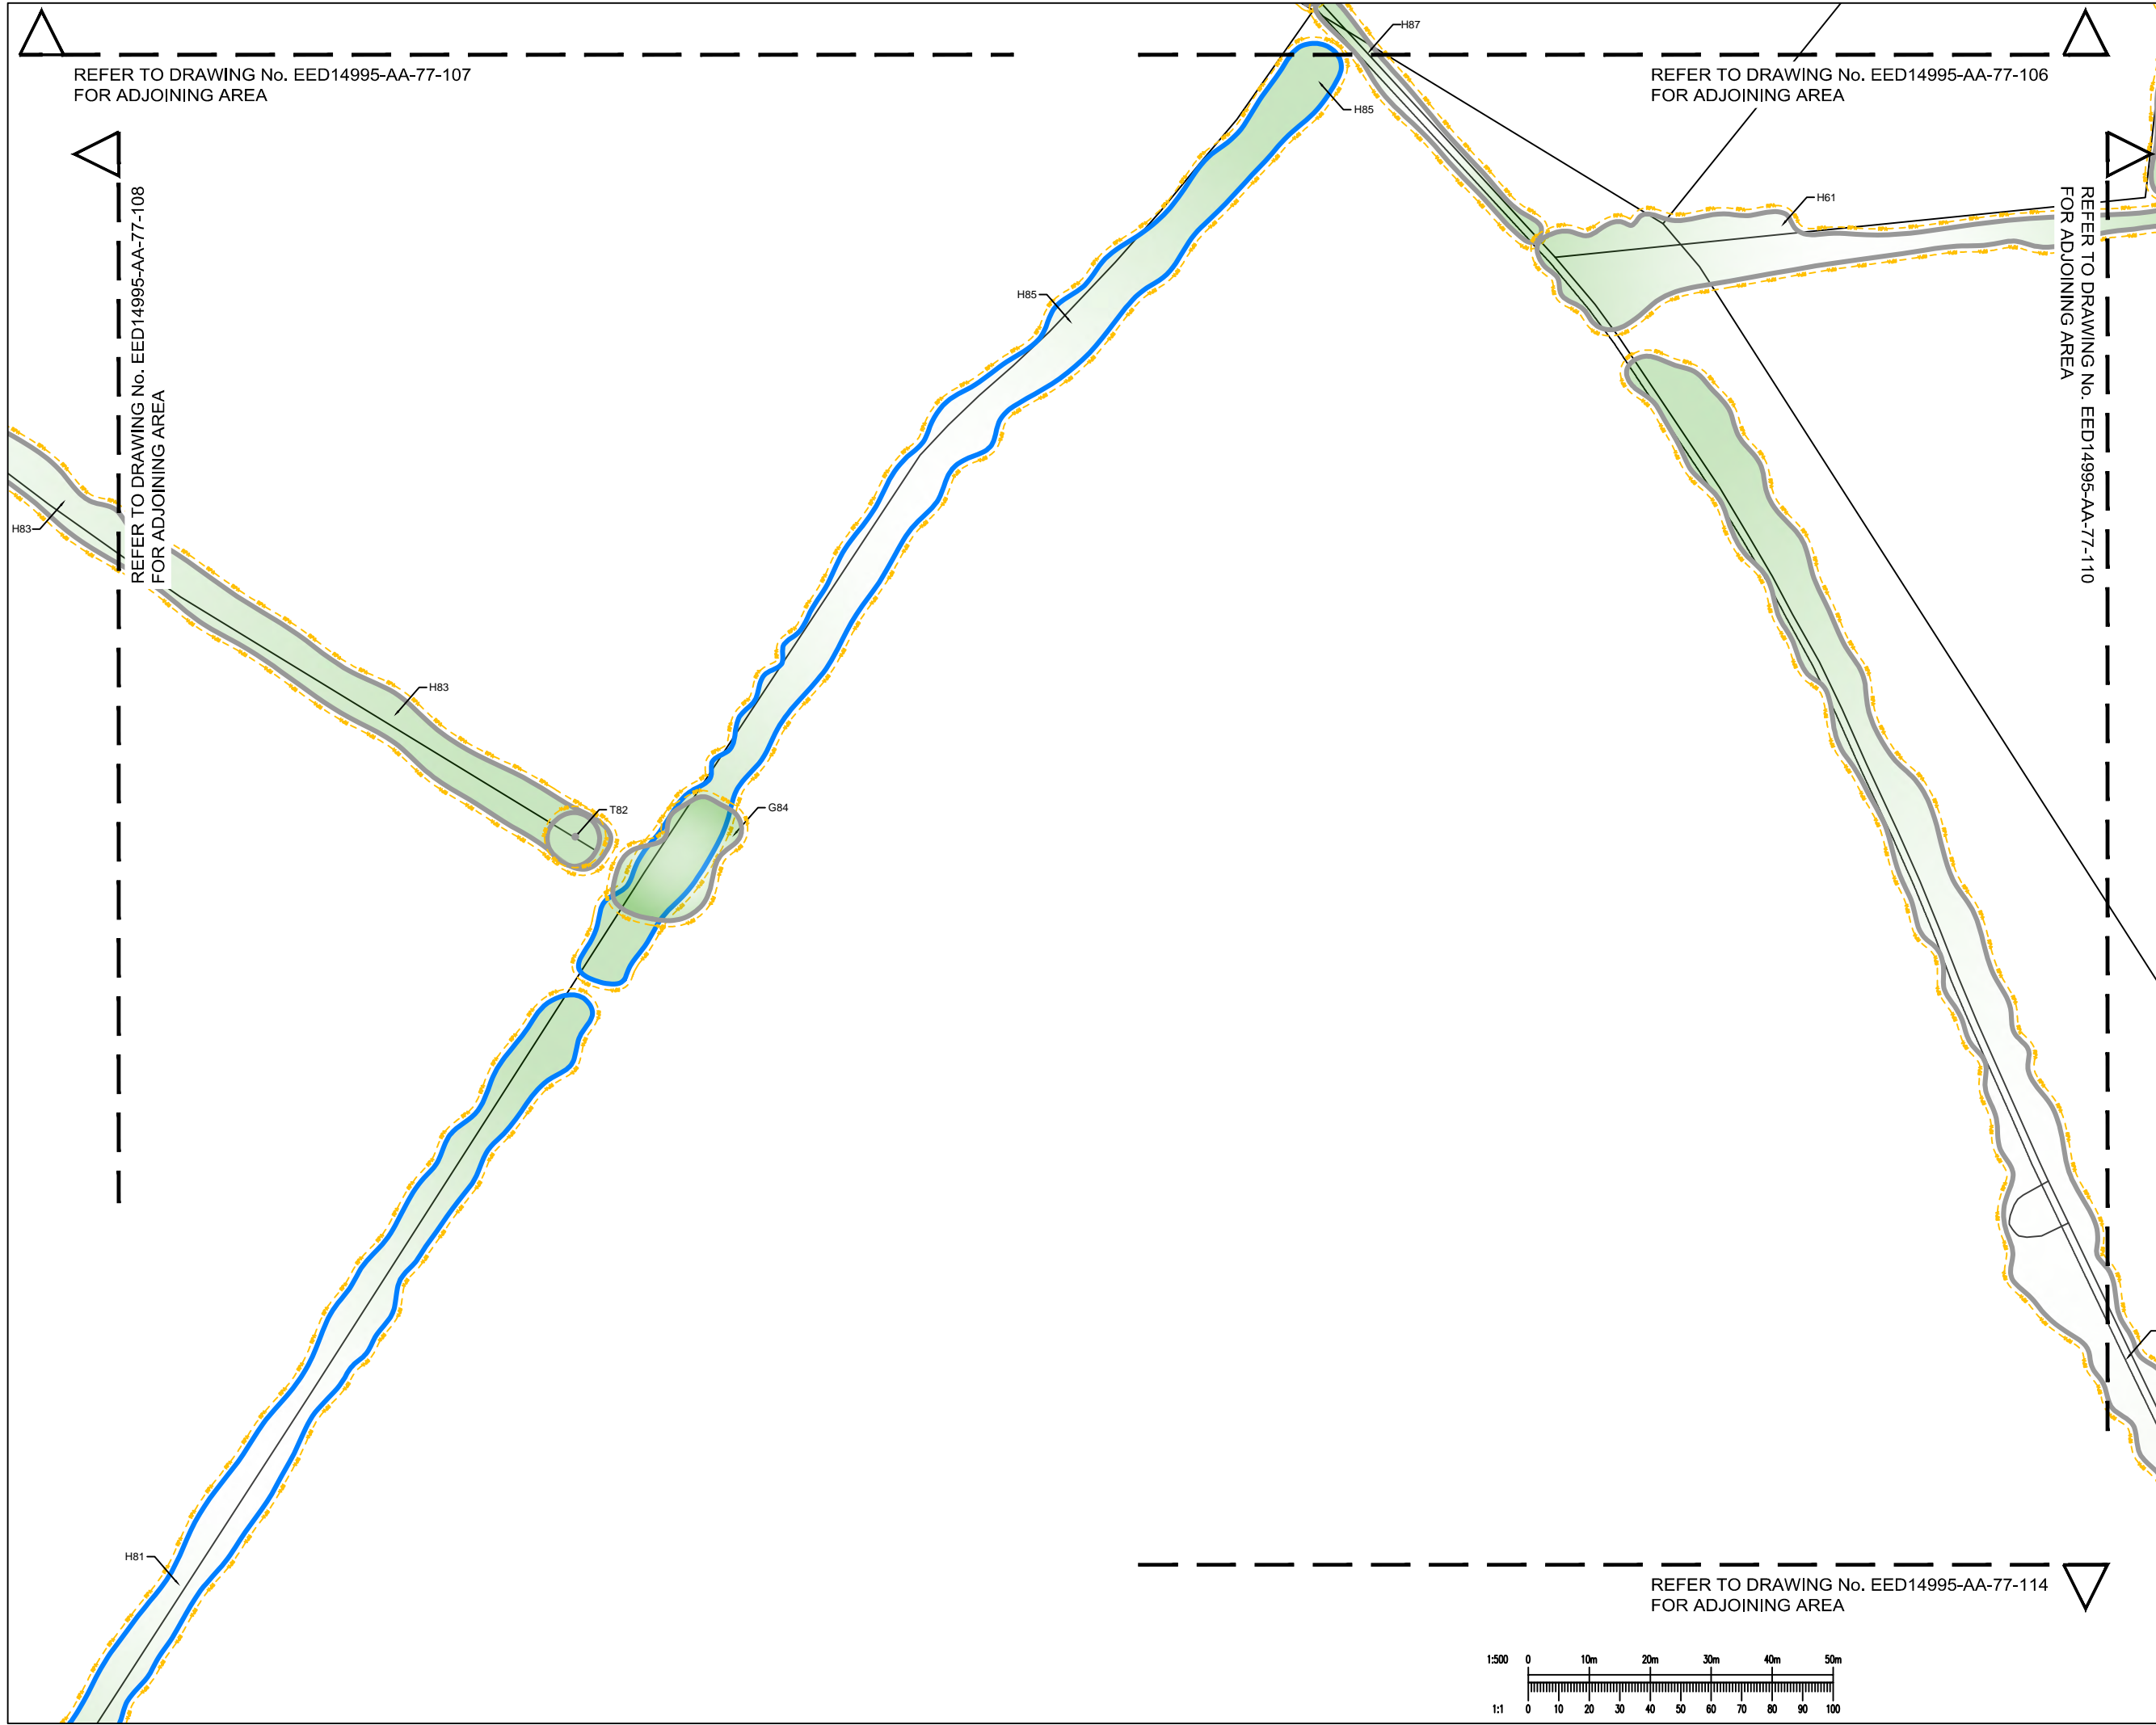 H87
REFER TO DRAWING No. EED14995-AA-77-107
FOR ADJOINING AREA
REFER TO DRAWING No. EED14995-AA-77-106
FOR ADJOINING AREA
H85
REFER TO DRAWING No. EED14995-AA-77-108
FOR ADJOINING AREA
H61
REFER TO DRAWING No. EED14995-AA-77-110
FOR ADJOINING AREA
H85
H83
H83
T82
G84
H81
REFER TO DRAWING No. EED14995-AA-77-114
FOR ADJOINING AREA
1:500 0 10m 20m 30m 40m 50m
1:1 0 10 20 30 40 50 60 70 80 90 100